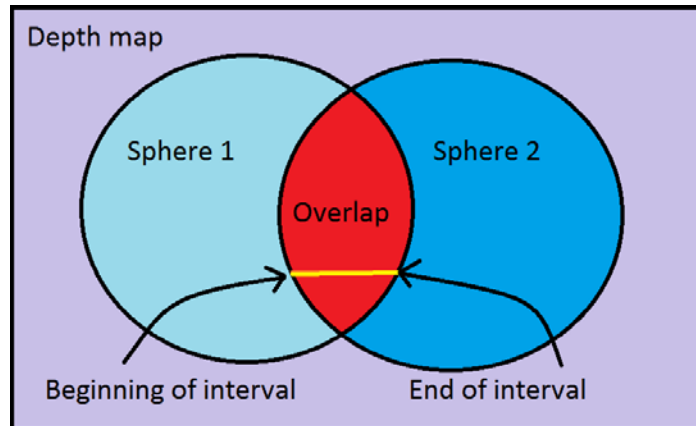 Depth map
Sphere 1
Sphere 2
Overlap
Beginning of interval
End of interval